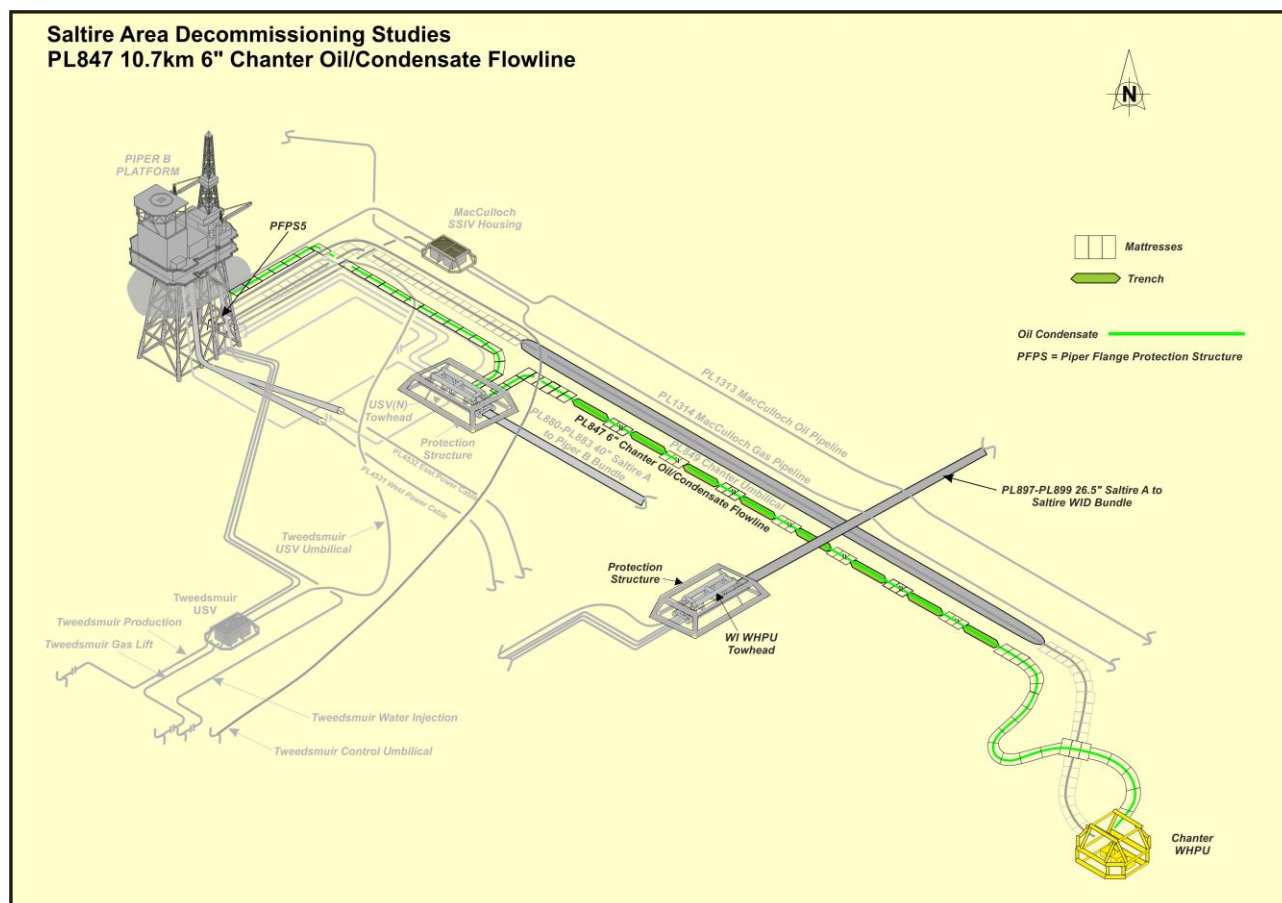 Saltire Area Decommissioning Studies
PL847 10.7km 6" Chanter Oil/Condensate Flowline
N
PIPER B
PLATFORM
PFPS5
MacCulloch
SSIV Housing
Mattresses
Trench
Oil Condensate
PFPS = Piper Flange Protection Structure
USV(N)
Towhead
Protection
Structure
PL1313 MacCulloch Oil Pipeline
PL1314 MacCulloch Gas Pipeline
PL849 Chanter Umbilical
PL847 6" Chanter Oil/Condensate Flowline
PL880-PL883 40" Saltire A
to Piper B Bundle
PL4532 East Power Cable
PL4531 West Power Cable
PL897-PL899 26.5" Saltire A to
Saltire WID Bundle
Tweedsmuir
USV Umbilical
Protection
Structure
WI WHPU
Towhead
Tweedsmuir
USV
Tweedsmuir Production
Tweedsmuir Gas Lift
Tweedsmuir Water Injection
Tweedsmuir Control Umbilical
Chanter
WHPU